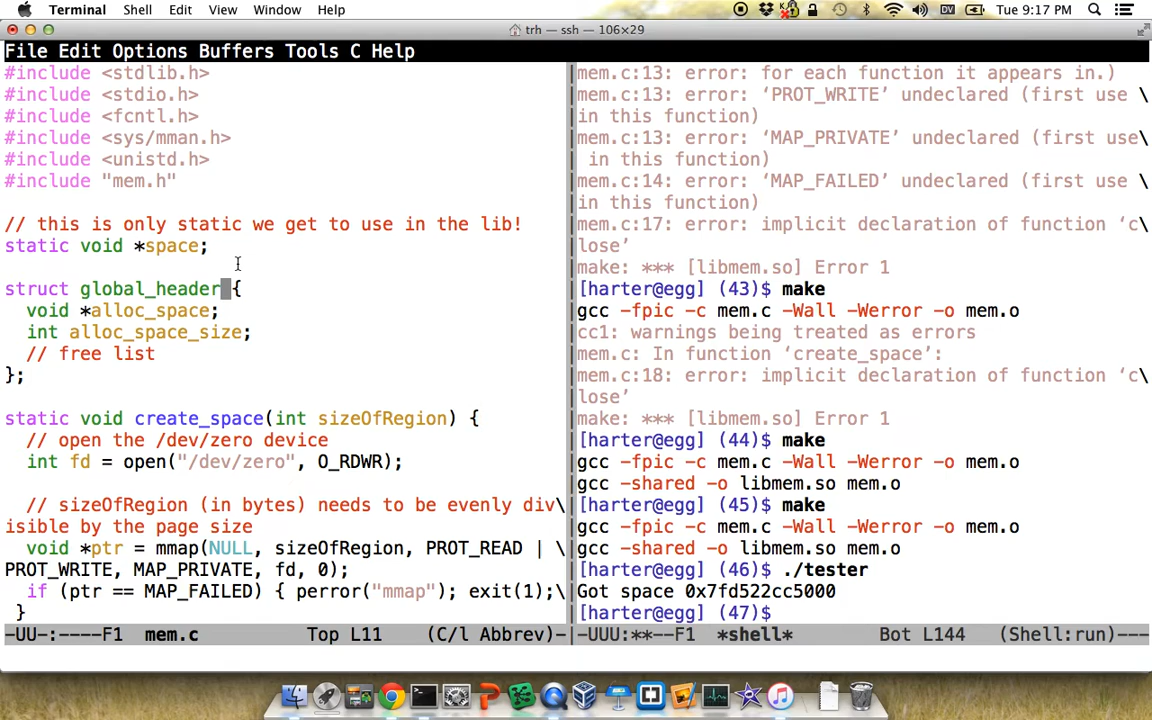 Terminal Shell Edit View Window Help Tue 9:17 PM
trh — ssh — 106×29
File Edit Options Buffers Tools C Help
#include <stdlib.h>
#include <stdio.h>
#include <fcntl.h>
#include <sys/mman.h>
#include <unistd.h>
#include "mem.h"
// this is only static we get to use in the lib!
static void *space;
struct global_header {
void *alloc_space;
int alloc_space_size;
// free list
};
static void create_space(int sizeOfRegion) {
// open the /dev/zero device
int fd = open("/dev/zero", O_RDWR);
// sizeOfRegion (in bytes) needs to be evenly div\
isible by the page size
void *ptr = mmap(NULL, sizeOfRegion, PROT_READ | \
PROT_WRITE, MAP_PRIVATE, fd, 0);
if (ptr == MAP_FAILED) { perror("mmap"); exit(1);\
}
-UU-:----F1 mem.c Top L11 (C/l Abbrev)-
mem.c:13: error: for each function it appears in.)
mem.c:13: error: ‘PROT_WRITE’ undeclared (first use \
in this function)
mem.c:13: error: ‘MAP_PRIVATE’ undeclared (first use\
in this function)
mem.c:14: error: ‘MAP_FAILED’ undeclared (first use \
in this function)
mem.c:17: error: implicit declaration of function ‘c\
lose’
make: *** [libmem.so] Error 1
[harter@egg] (43)$ make
gcc -fpic -c mem.c -Wall -Werror -o mem.o
cc1: warnings being treated as errors
mem.c: In function ‘create_space’:
mem.c:18: error: implicit declaration of function ‘c\
lose’
make: *** [libmem.so] Error 1
[harter@egg] (44)$ make
gcc -fpic -c mem.c -Wall -Werror -o mem.o
gcc -shared -o libmem.so mem.o
[harter@egg] (45)$ make
gcc -fpic -c mem.c -Wall -Werror -o mem.o
gcc -shared -o libmem.so mem.o
[harter@egg] (46)$ ./tester
Got space 0x7fd522cc5000
[harter@egg] (47)$
-UUU:**--F1 *shell* Bot L144 (Shell:run)---